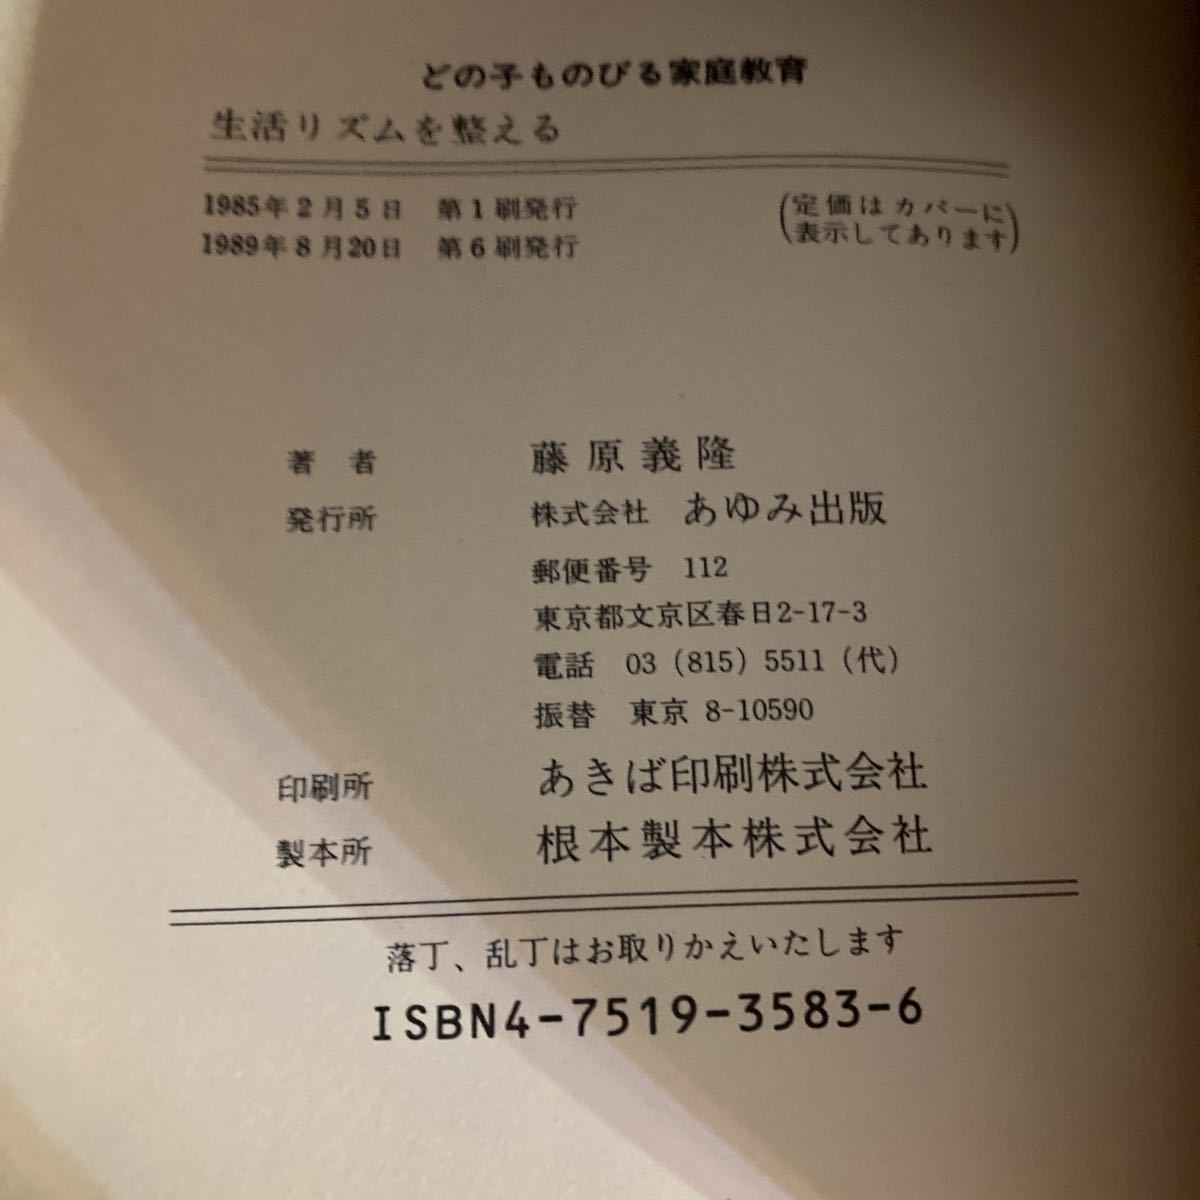 どの子ものびる家庭教育
生活リズムを整える
1985年2月5日　第1刷発行
1989年8月20日　第6刷発行
(定価はカバーに
表示してあります)
著　者　藤原義隆
発行所　株式会社　あゆみ出版
郵便番号　112
東京都文京区春日2-17-3
電話　03 (815) 5511 (代)
振替　東京 8-10590
印刷所　あきば印刷株式会社
製本所　根本製本株式会社
落丁、乱丁はお取りかえいたします
ISBN4-7519-3583-6